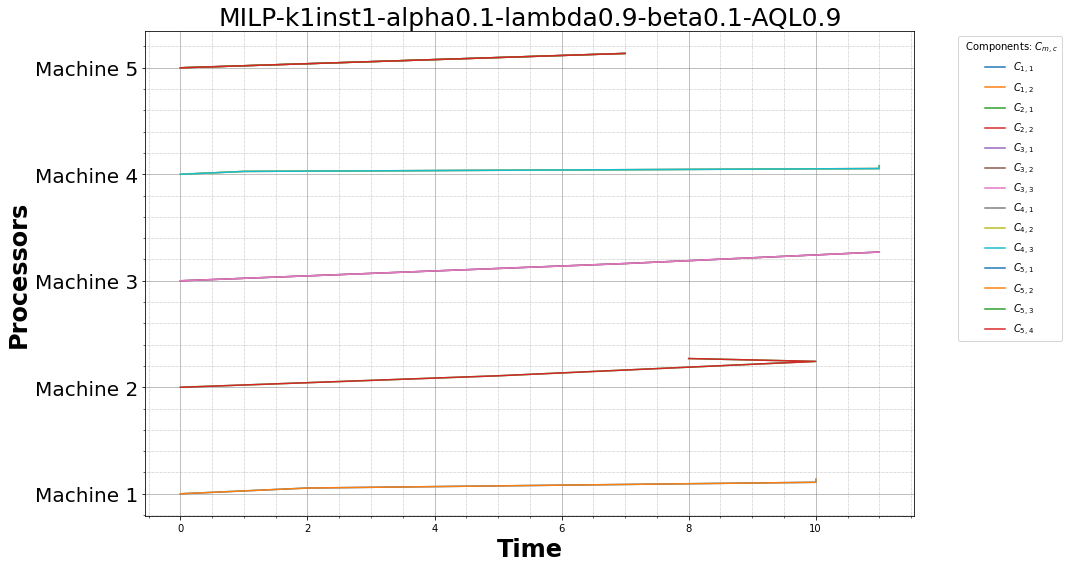 MILP-k1inst1-alpha0.1-lambda0.9-beta0.1-AQL0.9
Processors
Machine 5
Machine 4
Machine 3
Machine 2
Machine 1
0 2 4 6 8 10
Time
Components: C_{m,c}
C_{1,1}
C_{1,2}
C_{2,1}
C_{2,2}
C_{3,1}
C_{3,2}
C_{3,3}
C_{4,1}
C_{4,2}
C_{4,3}
C_{5,1}
C_{5,2}
C_{5,3}
C_{5,4}